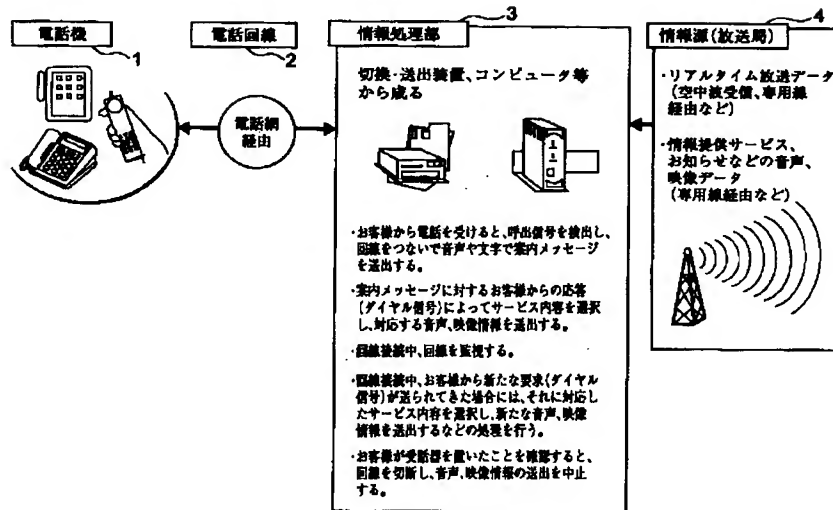 電話機
1
電話回線
2
電話網
経由
情報処理部
3
切換・送出装置、コンピュータ等
から成る
・お客様から電話を受けると、呼出信号を検出し、
回線をつないで音声や文字で案内メッセージ
を送出する。
・案内メッセージに対するお客様からの応答
(ダイヤル信号)によってサービス内容を選択
し、対応する音声、映像情報を送出する。
・回線接続中、回線を監視する。
・回線接続中、お客様から新たな要求(ダイヤル
信号)が送られてきた場合には、それに対応し
たサービス内容を選択し、新たな音声、映像
情報を送出するなどの処理を行う。
・お客様が受話器を置いたことを確認すると、
回線を切断し、音声、映像情報の送出を中止
する。
情報源(放送局)
4
・リアルタイム放送データ
(空中波受信、専用線
経由など)
・情報提供サービス、
お知らせなどの音声、
映像データ
(専用線経由など)